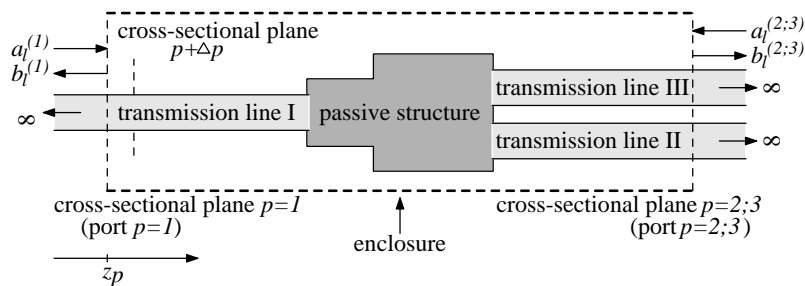 cross-sectional plane
p+Δp
a_l^(1)
b_l^(1)
a_l^(2;3)
b_l^(2;3)
transmission line III
∞
∞ transmission line I passive structure
transmission line II ∞
cross-sectional plane p=1
(port p=1)
cross-sectional plane p=2;3
(port p=2;3)
enclosure
z_p